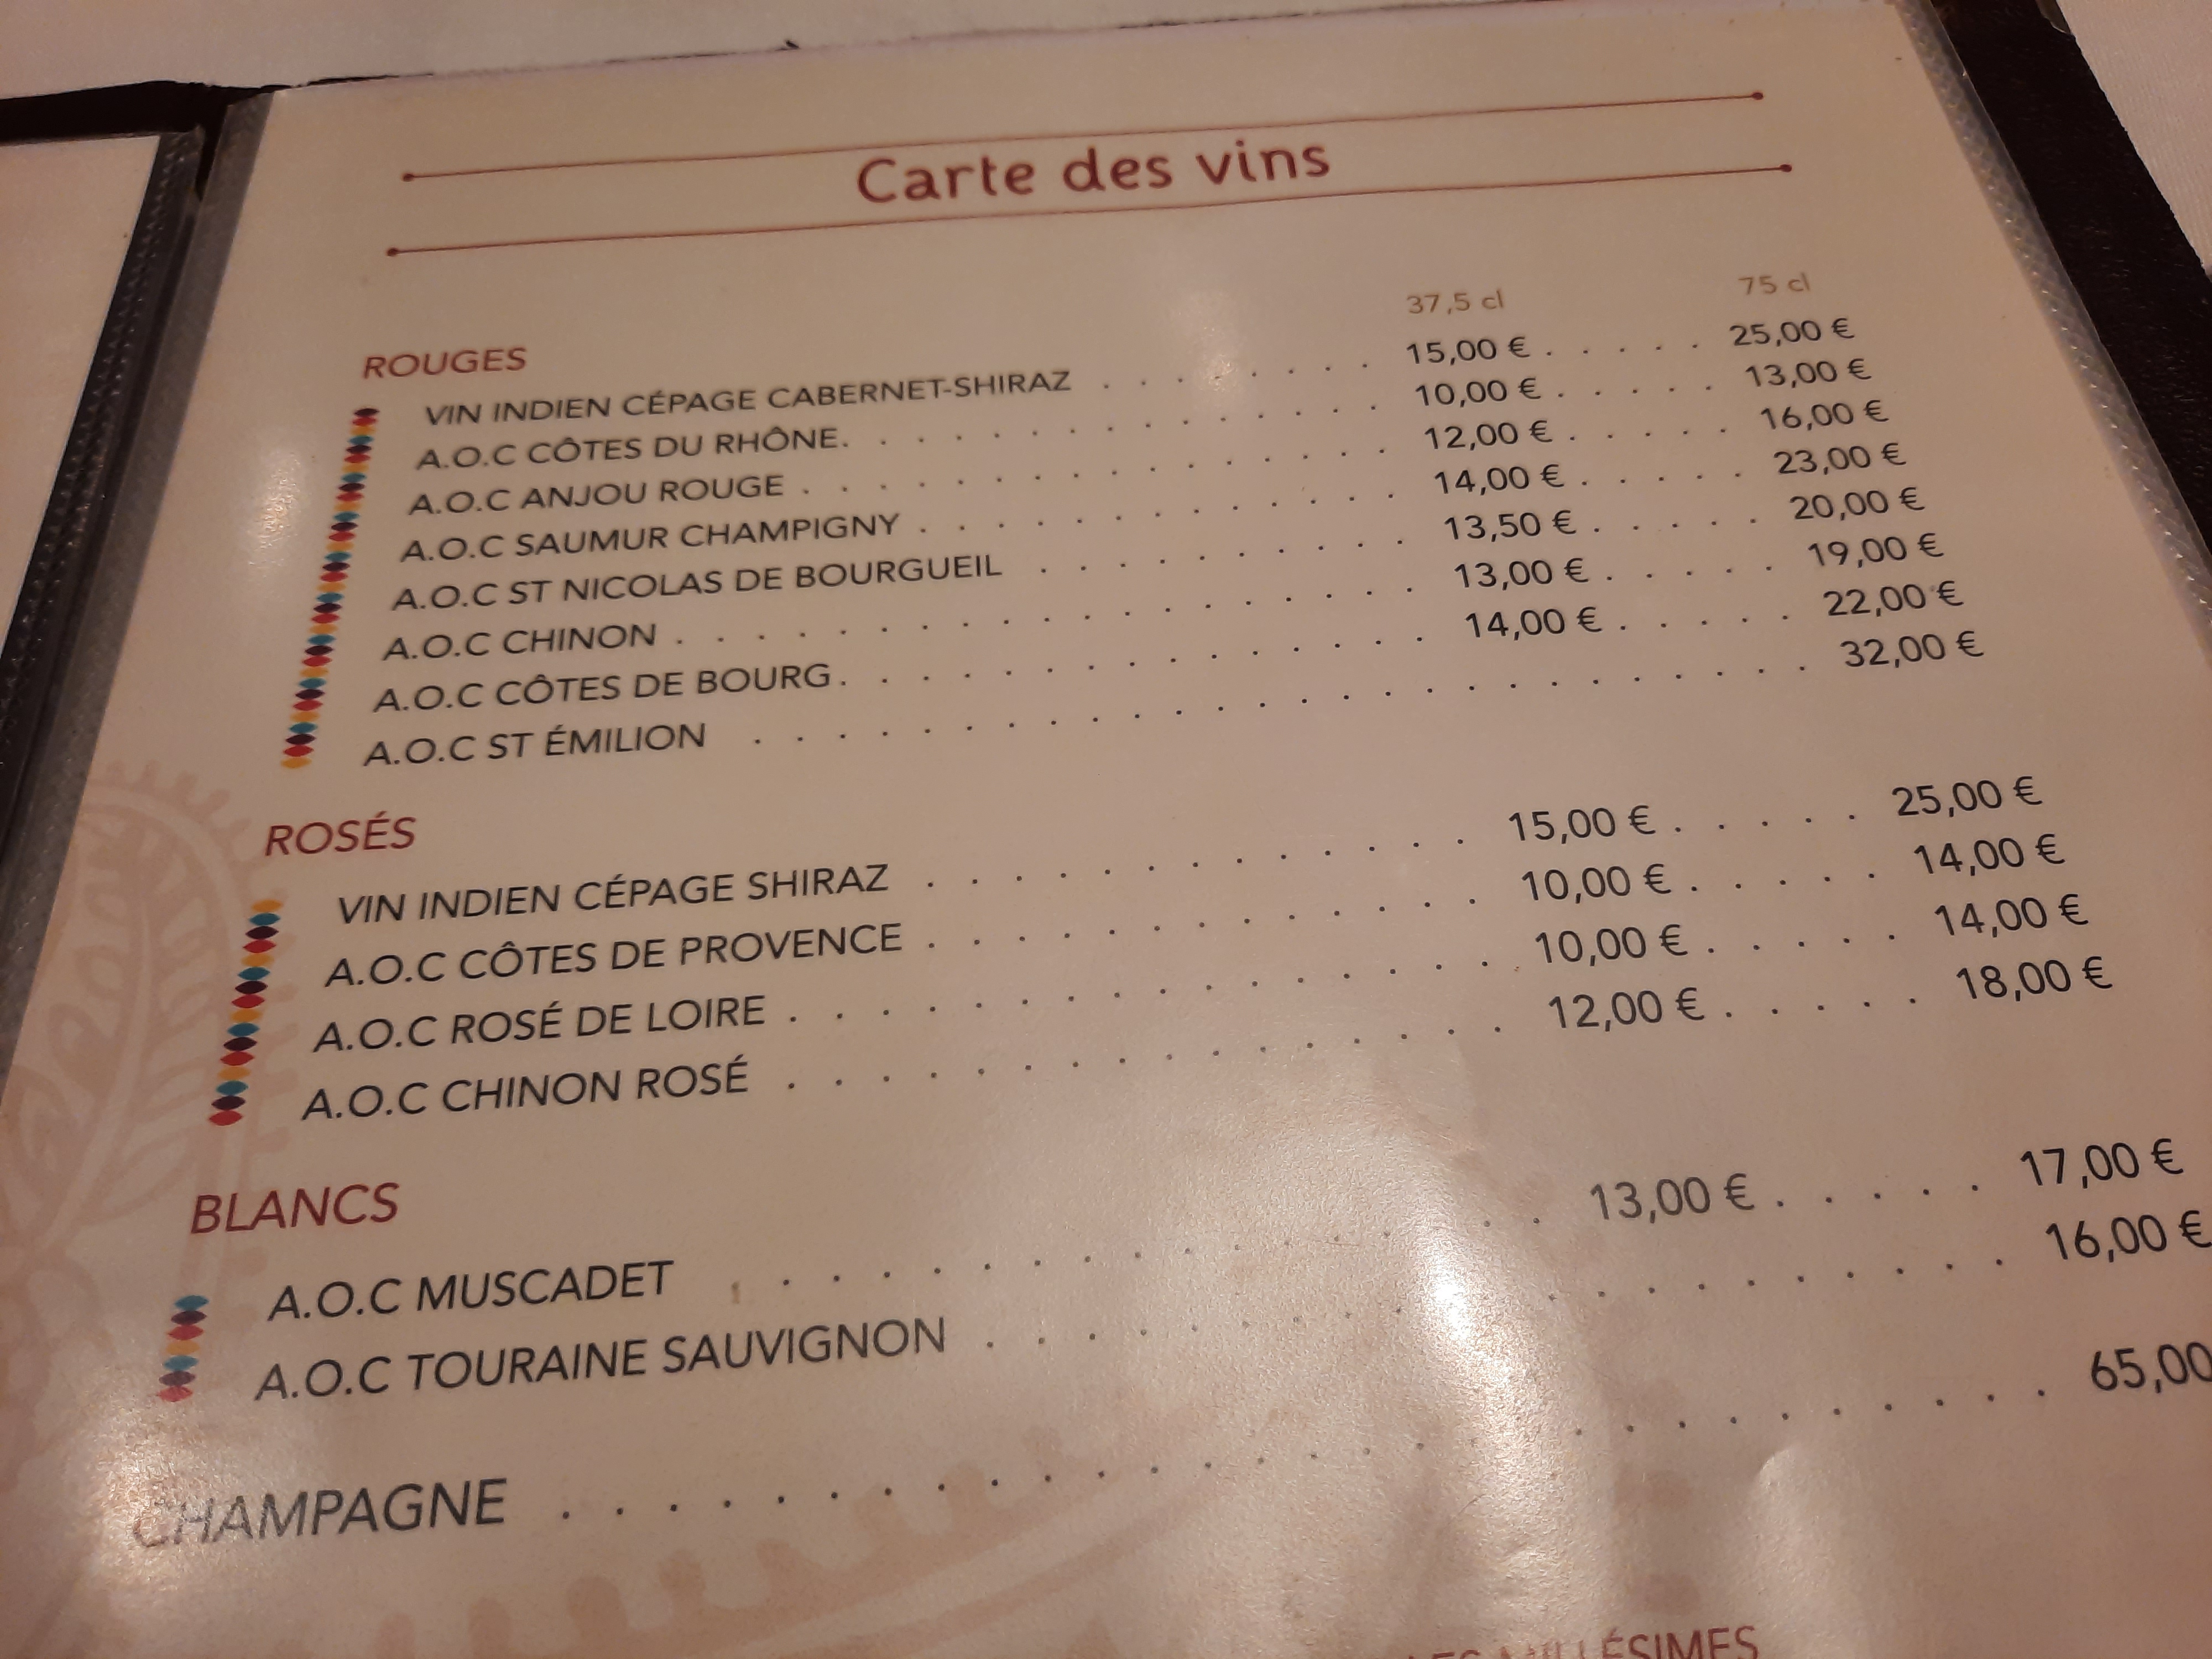 Carte des vins
37,5 cl 75 cl
ROUGES
VIN INDIEN CÉPAGE CABERNET-SHIRAZ . . . . . . . 15,00 € . . . . . 25,00 €
A.O.C CÔTES DU RHÔNE. . . . . . . . . . . . . 10,00 € . . . . . 13,00 €
A.O.C ANJOU ROUGE . . . . . . . . . . . . . . 12,00 € . . . . . 16,00 €
A.O.C SAUMUR CHAMPIGNY . . . . . . . . . . . . 14,00 € . . . . . 23,00 €
A.O.C ST NICOLAS DE BOURGUEIL . . . . . . . . . 13,50 € . . . . . 20,00 €
A.O.C CHINON . . . . . . . . . . . . . . . . 13,00 € . . . . . 19,00 €
A.O.C CÔTES DE BOURG. . . . . . . . . . . . . 14,00 € . . . . . 22,00 €
A.O.C ST ÉMILION . . . . . . . . . . . . . . . . . . . . 32,00 €
ROSÉS
VIN INDIEN CÉPAGE SHIRAZ . . . . . . . . . . . 15,00 € . . . . . 25,00 €
A.O.C CÔTES DE PROVENCE . . . . . . . . . . . 10,00 € . . . . . 14,00 €
A.O.C ROSÉ DE LOIRE . . . . . . . . . . . . . 10,00 € . . . . . 14,00 €
A.O.C CHINON ROSÉ . . . . . . . . . . . . . . 12,00 € . . . . . 18,00 €
BLANCS
A.O.C MUSCADET . . . . . . . . . . . . . . . 13,00 € . . . . . 17,00 €
A.O.C TOURAINE SAUVIGNON . . . . . . . . . . . . . . . . . . . 16,00 €
CHAMPAGNE . . . . . . . . . . . . . . . . . . . . . . . . 65,00
MILLÉSIMES